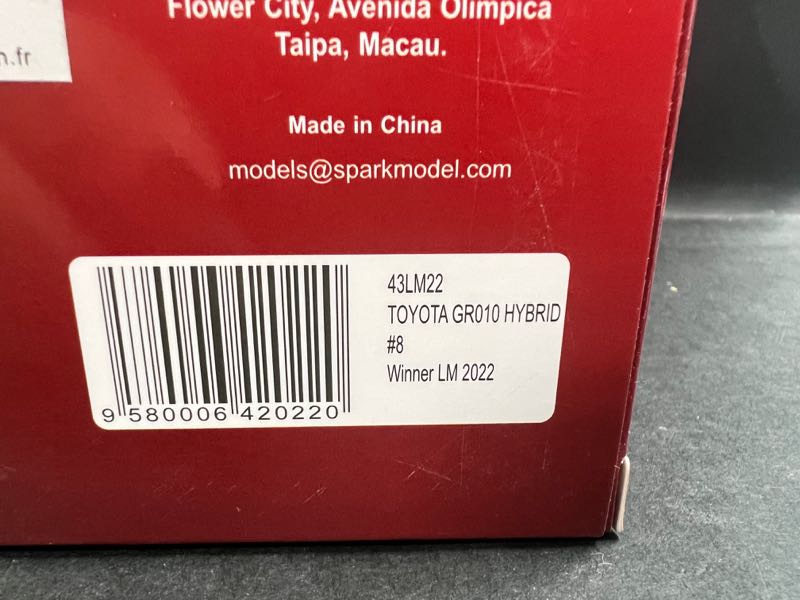 Flower City, Avenida Olimpica
Taipa, Macau.
n.fr
Made in China
models@sparkmodel.com
43LM22
TOYOTA GR010 HYBRID
#8
Winner LM 2022
9 580006 420220